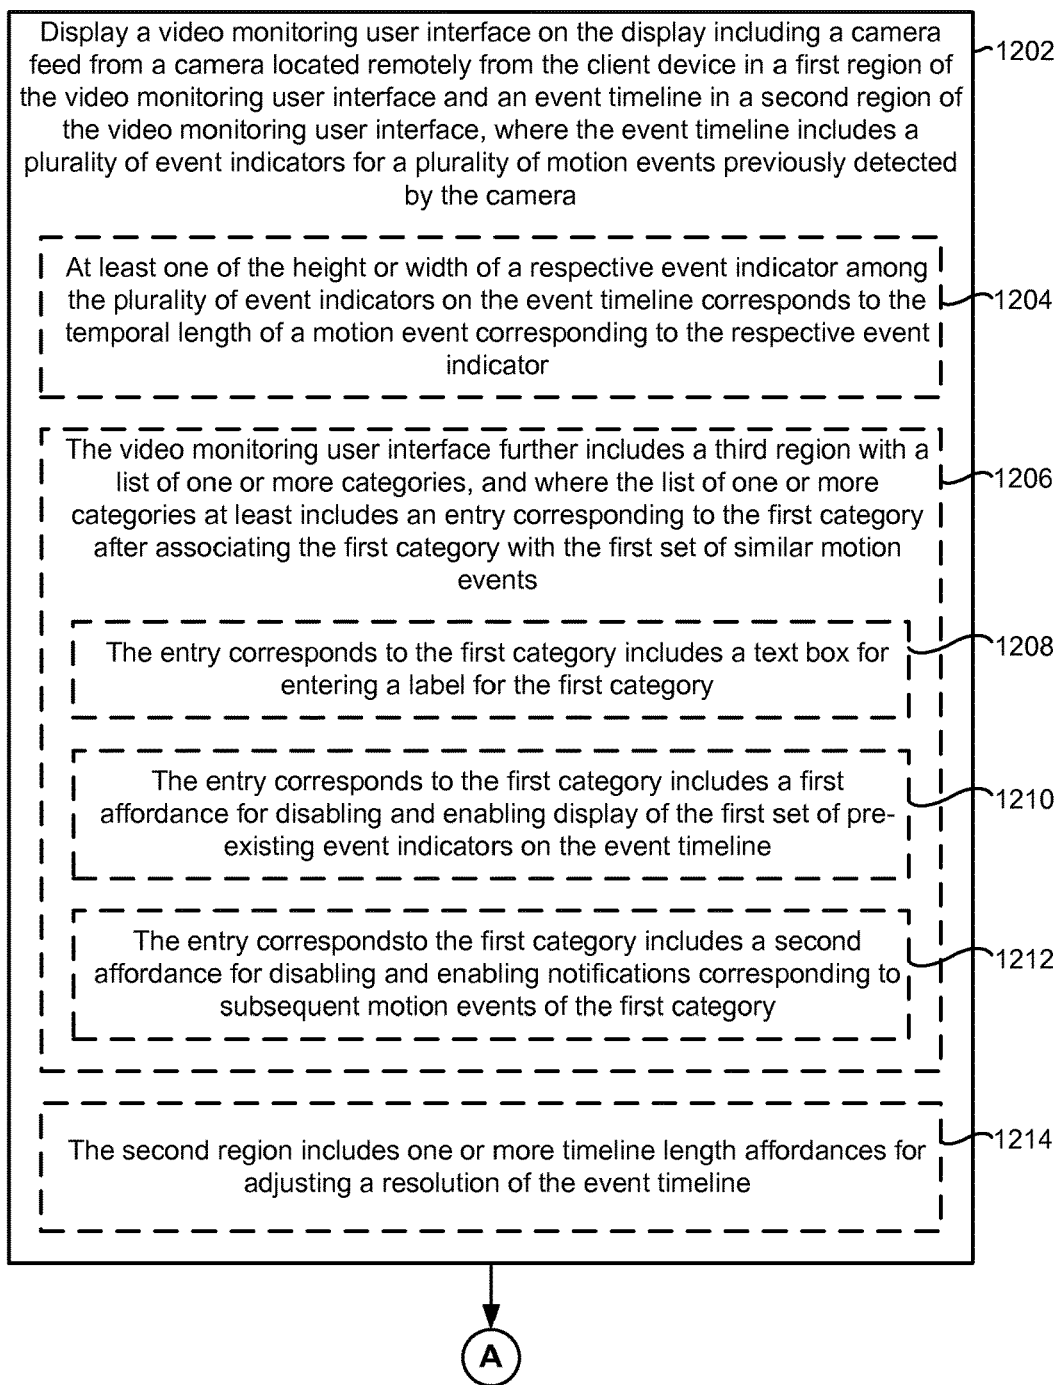 Display a video monitoring user interface on the display including a camera
feed from a camera located remotely from the client device in a first region of
the video monitoring user interface and an event timeline in a second region of
the video monitoring user interface, where the event timeline includes a
plurality of event indicators for a plurality of motion events previously detected
by the camera
1202
At least one of the height or width of a respective event indicator among
the plurality of event indicators on the event timeline corresponds to the
temporal length of a motion event corresponding to the respective event
indicator
1204
The video monitoring user interface further includes a third region with a
list of one or more categories, and where the list of one or more
categories at least includes an entry corresponding to the first category
after associating the first category with the first set of similar motion
events
1206
The entry corresponds to the first category includes a text box for
entering a label for the first category
1208
The entry corresponds to the first category includes a first
affordance for disabling and enabling display of the first set of pre-
existing event indicators on the event timeline
1210
The entry correspondsto the first category includes a second
affordance for disabling and enabling notifications corresponding to
subsequent motion events of the first category
1212
The second region includes one or more timeline length affordances for
adjusting a resolution of the event timeline
1214
A